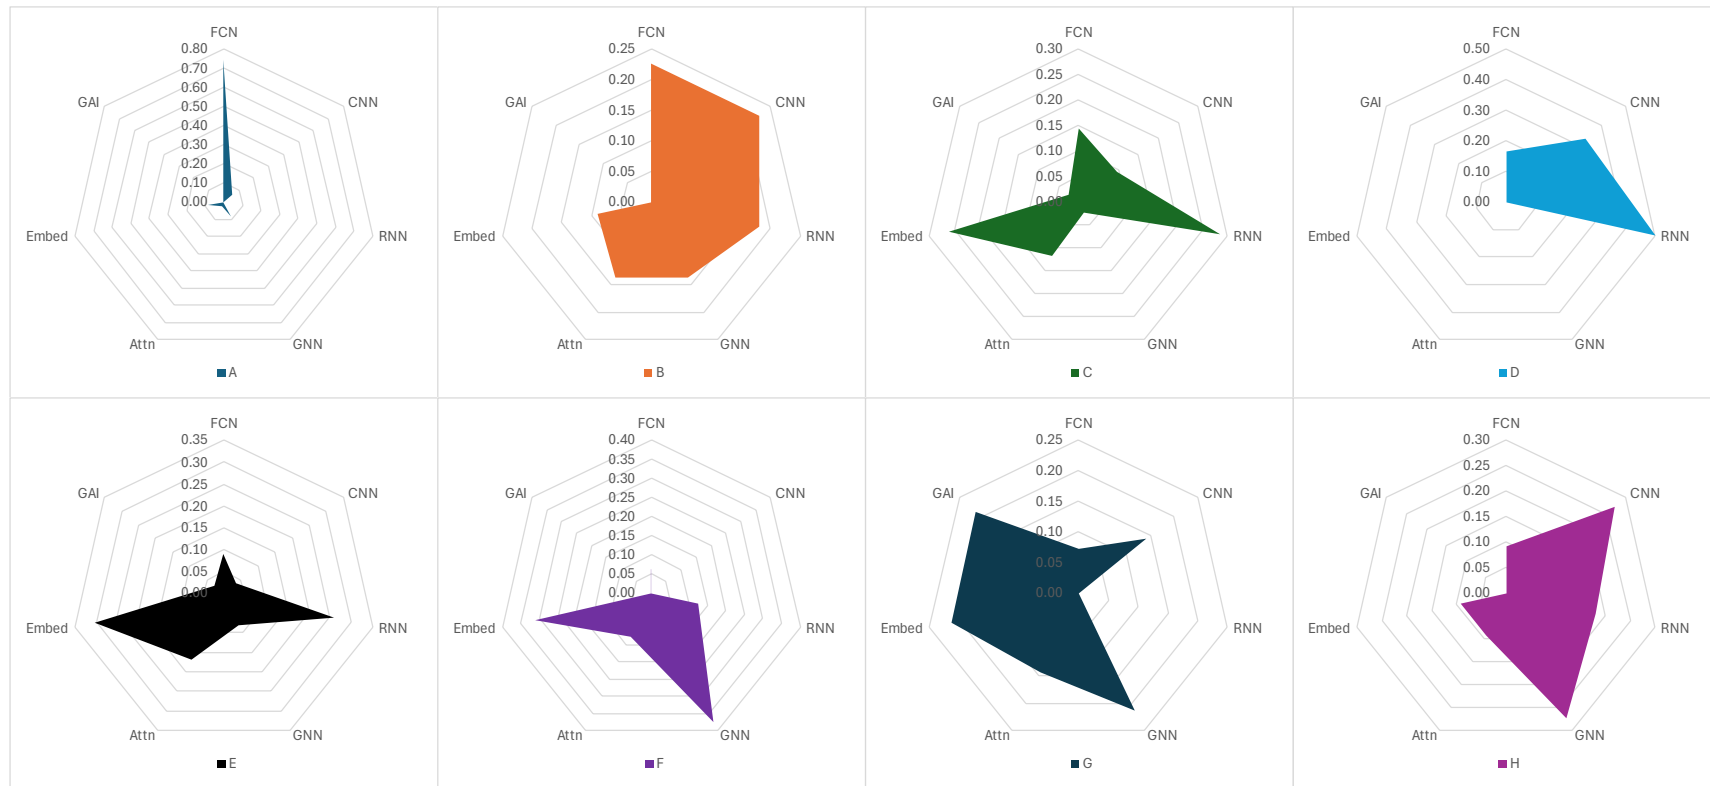 FCN
0.80
0.70
0.60
0.50
0.40
0.30
0.20
0.10
0.00
CNN
RNN
GNN
Attn
Embed
GAI
A
FCN
0.25
0.20
0.15
0.10
0.05
0.00
CNN
RNN
GNN
Attn
Embed
GAI
B
FCN
0.30
0.25
0.20
0.15
0.10
0.05
0.00
CNN
RNN
GNN
Attn
Embed
GAI
C
FCN
0.50
0.40
0.30
0.20
0.10
0.00
CNN
RNN
GNN
Attn
Embed
GAI
D
FCN
0.35
0.30
0.25
0.20
0.15
0.10
0.05
0.00
CNN
RNN
GNN
Attn
Embed
GAI
E
FCN
0.40
0.35
0.30
0.25
0.20
0.15
0.10
0.05
0.00
CNN
RNN
GNN
Attn
Embed
GAI
F
FCN
0.25
0.20
0.15
0.10
0.05
0.00
CNN
RNN
GNN
Attn
Embed
GAI
G
FCN
0.30
0.25
0.20
0.15
0.10
0.05
0.00
CNN
RNN
GNN
Attn
Embed
GAI
H